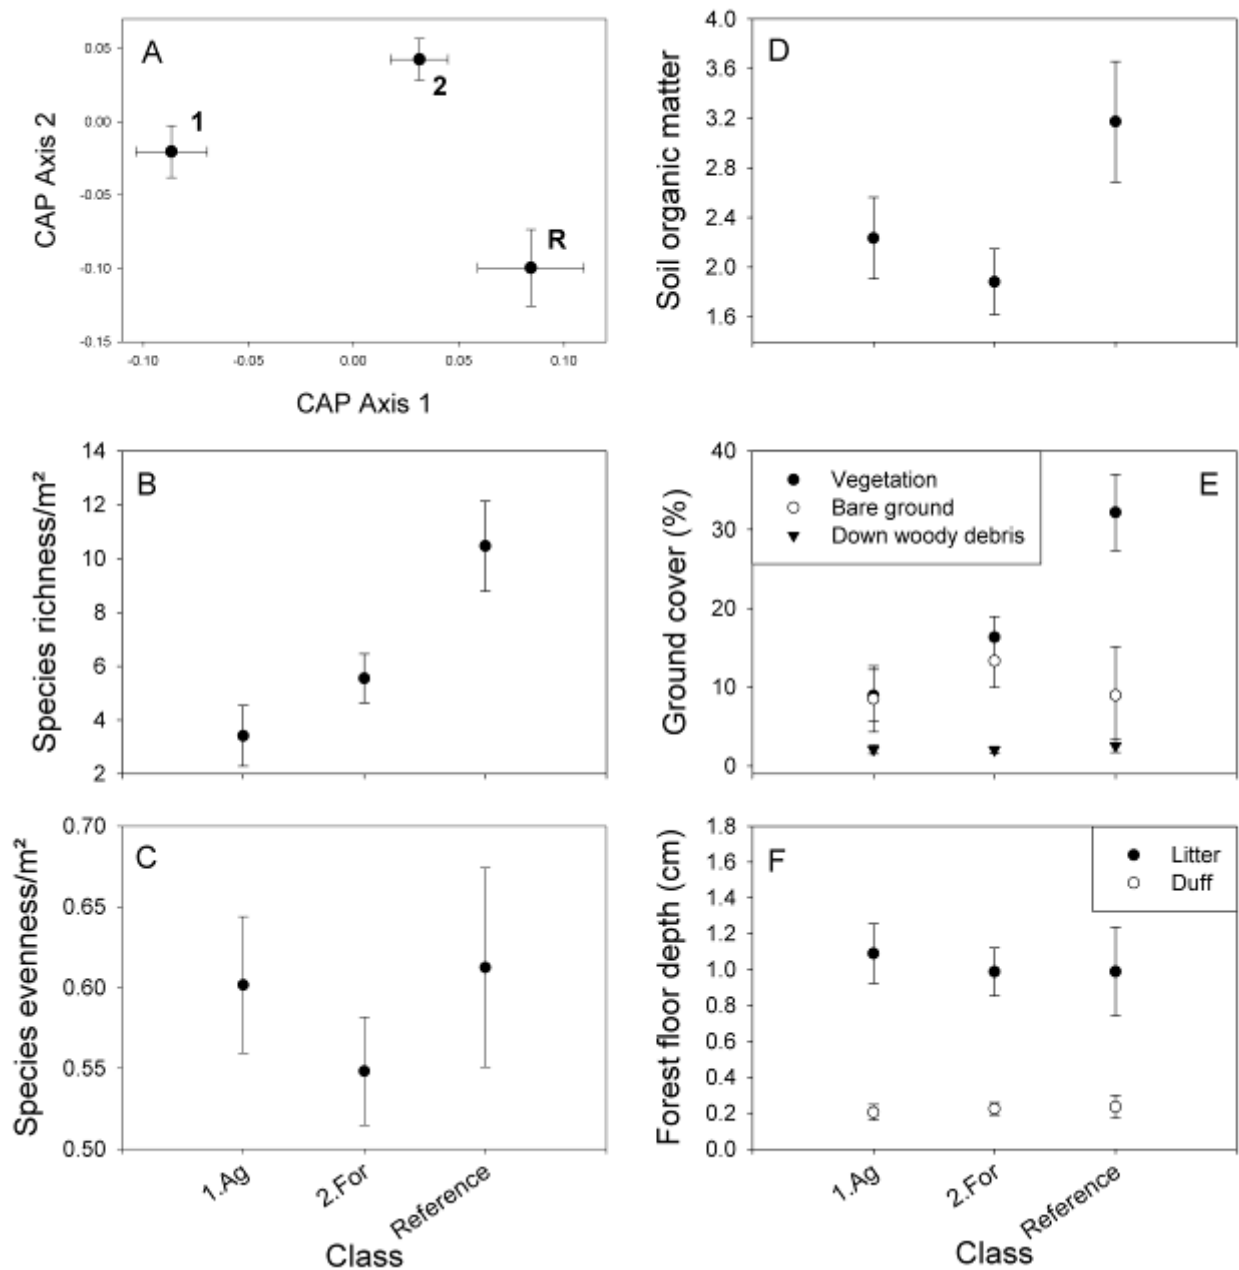 A
CAP Axis 2
0.05
0.00
-0.05
-0.10
-0.15
1
2
R
-0.10
-0.05
0.00
0.05
0.10
CAP Axis 1
D
Soil organic matter
4.0
3.6
3.2
2.8
2.4
2.0
1.6
B
Species richness/m²
14
12
10
8
6
4
2
E
Ground cover (%)
40
30
20
10
0
Vegetation
Bare ground
Down woody debris
C
Species evenness/m²
0.70
0.65
0.60
0.55
0.50
1.Ag
2.For
Reference
Class
F
Forest floor depth (cm)
1.8
1.6
1.4
1.2
1.0
0.8
0.6
0.4
0.2
0.0
Litter
Duff
1.Ag
2.For
Reference
Class